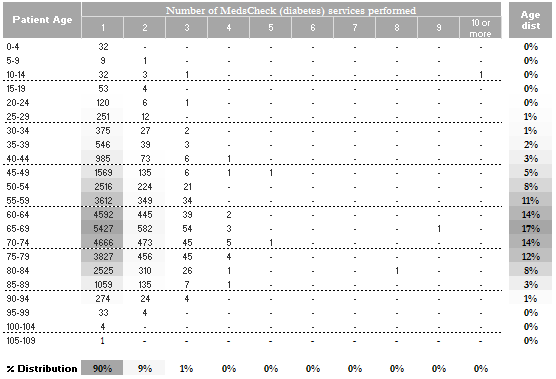 Patient Age Number of MedsCheck (diabetes) services performed Age dist
1 2 3 4 5 6 7 8 9 10 or more
0-4 32 - - - - - - - - - 0%
5-9 9 1 - - - - - - - - 0%
10-14 32 3 1 - - - - - - 1 0%
15-19 53 4 - - - - - - - - 0%
20-24 120 6 1 - - - - - - - 0%
25-29 251 12 - - - - - - - - 1%
30-34 375 27 2 - - - - - - - 1%
35-39 546 39 3 - - - - - - - 2%
40-44 985 73 6 1 - - - - - - 3%
45-49 1569 135 6 1 1 - - - - - 5%
50-54 2516 224 21 - - - - - - - 8%
55-59 3612 349 34 - - - - - - - 11%
60-64 4592 445 39 2 - - - - - - 14%
65-69 5427 582 54 3 - - - - 1 - 17%
70-74 4666 473 45 5 1 - - - - - 14%
75-79 3827 456 45 4 - - - - - - 12%
80-84 2525 310 26 1 - - - 1 - - 8%
85-89 1059 135 7 1 - - - - - - 3%
90-94 274 24 4 - - - - - - - 1%
95-99 33 4 - - - - - - - - 0%
100-104 4 - - - - - - - - - 0%
105-109 1 - - - - - - - - - 0%
% Distribution 90% 9% 1% 0% 0% 0% 0% 0% 0% 0%